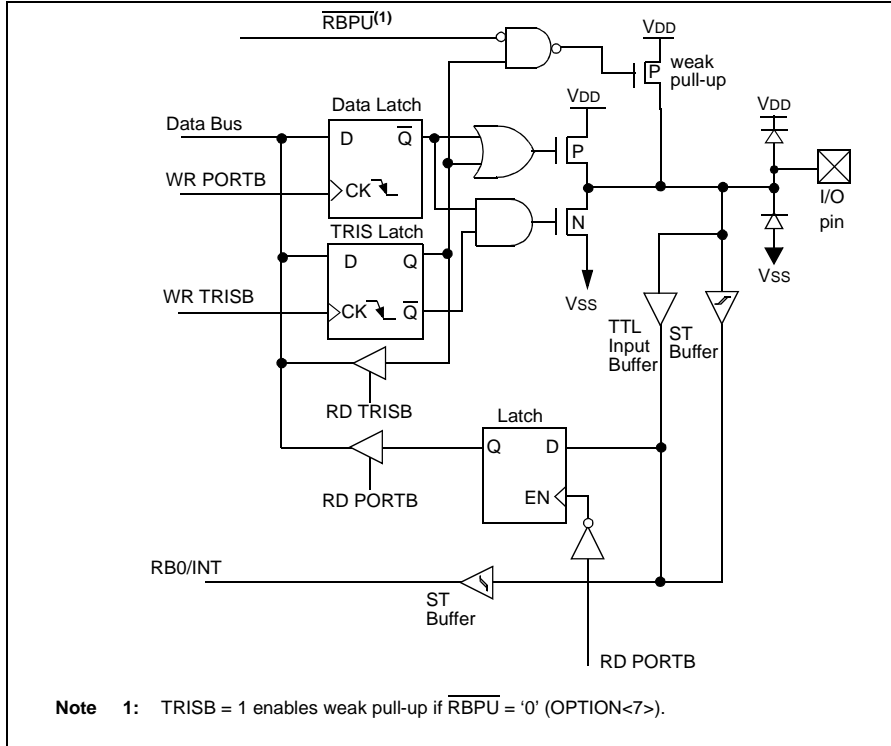 RBPU(1)
VDD
weak
pull-up
P
Data Latch
VDD
VDD
Data Bus
D Q
P
WR PORTB
CK
I/O
pin
TRIS Latch
N
D Q
VSS
WR TRISB
CK Q
VSS
TTL
Input
Buffer
ST
Buffer
RD TRISB
Latch
Q D
RD PORTB
EN
RB0/INT
ST
Buffer
RD PORTB
Note 1: TRISB = 1 enables weak pull-up if RBPU = ‘0’ (OPTION<7>).